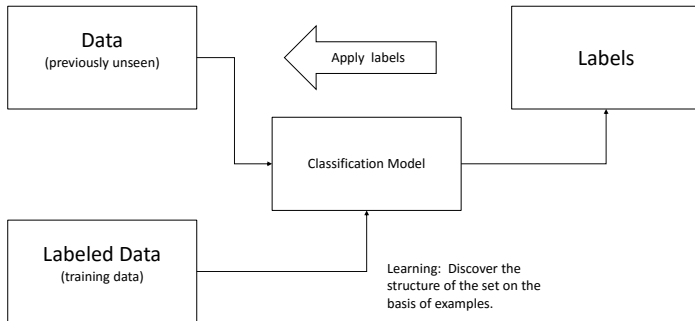 Data
(previously unseen)
Apply labels
Labels
Classification Model
Labeled Data
(training data)
Learning: Discover the
structure of the set on the
basis of examples.